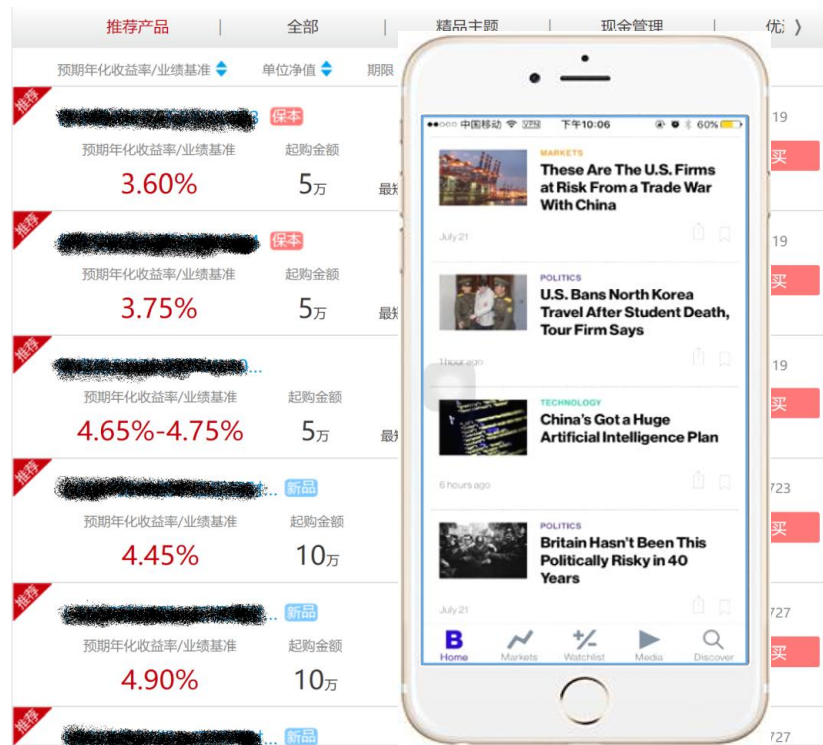 推荐产品 | 全部 | 精品主题 | 现金管理 |
预期年化收益率/业绩基准 单位净值 期限
推荐
保本
19
预期年化收益率/业绩基准 起购金额
买
3.60% 5万
推荐
保本
19
预期年化收益率/业绩基准 起购金额
买
3.75% 5万
推荐
...
19
预期年化收益率/业绩基准 起购金额
买
4.65%-4.75% 5万
推荐
... 新品
723
预期年化收益率/业绩基准 起购金额
买
4.45% 10万
推荐
... 新品
727
预期年化收益率/业绩基准 起购金额
买
4.90% 10万
推荐
... 新品
727
中国移动 VPN 下午10:06 60%
MARKETS
These Are The U.S. Firms
at Risk From a Trade War
With China
July 21
POLITICS
U.S. Bans North Korea
Travel After Student Death,
Tour Firm Says
1 hour ago
TECHNOLOGY
China's Got a Huge
Artificial Intelligence Plan
6 hours ago
POLITICS
Britain Hasn't Been This
Politically Risky in 40
Years
July 21
B
Home Markets Watchlist Media Discover